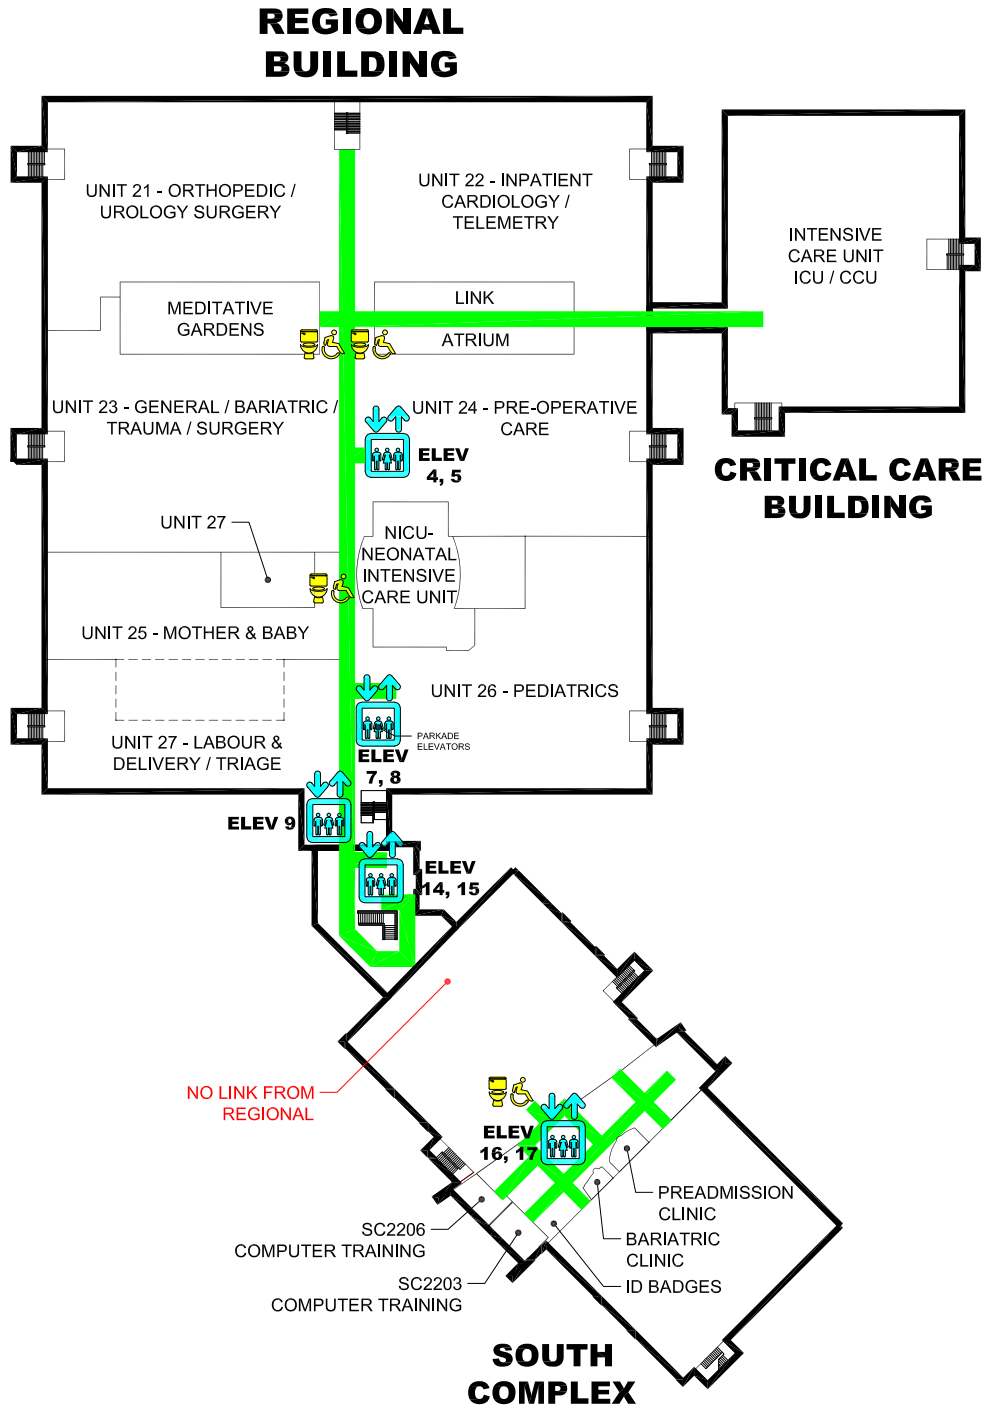 REGIONAL
BUILDING
UNIT 21 - ORTHOPEDIC /
UROLOGY SURGERY
UNIT 22 - INPATIENT
CARDIOLOGY /
TELEMETRY
INTENSIVE
CARE UNIT
ICU / CCU
MEDITATIVE
GARDENS
LINK
ATRIUM
UNIT 23 - GENERAL / BARIATRIC /
TRAUMA / SURGERY
UNIT 24 - PRE-OPERATIVE
CARE
ELEV
4, 5
CRITICAL CARE
BUILDING
UNIT 27
NICU-
NEONATAL
INTENSIVE
CARE UNIT
UNIT 25 - MOTHER & BABY
UNIT 26 - PEDIATRICS
UNIT 27 - LABOUR &
DELIVERY / TRIAGE
PARKADE
ELEVATORS
ELEV
7, 8
ELEV 9
ELEV
14, 15
NO LINK FROM
REGIONAL
ELEV
16, 17
PREADMISSION
CLINIC
SC2206
COMPUTER TRAINING
BARIATRIC
CLINIC
SC2203
COMPUTER TRAINING
ID BADGES
SOUTH
COMPLEX